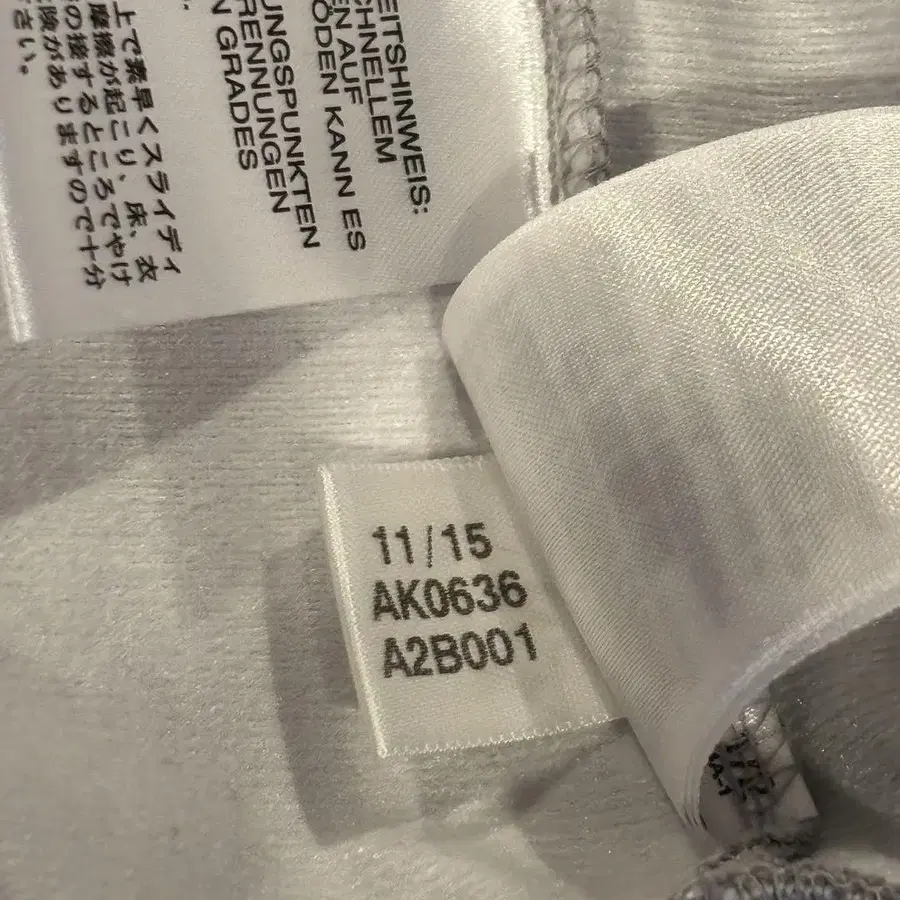 EITSHINWEIS:
CHNELLEM
EN AUF
ÖDEN KANN ES
UNGSPUNKTEN
RENNUNGEN
N GRADES
上で素早くスライディ
摩擦が起こり、床、衣
の接するところでやけ
険がありますので十分
さい。
11/15
AK0636
A2B001